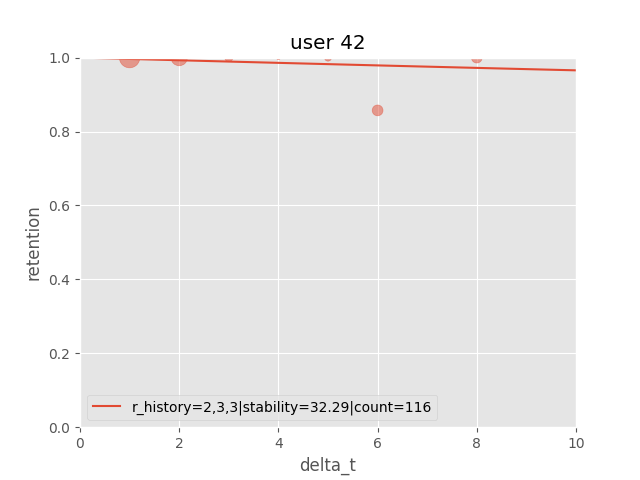 user 42
retention
1.0
0.8
0.6
0.4
0.2
0.0
r_history=2,3,3|stability=32.29|count=116
0 2 4 6 8 10
delta_t